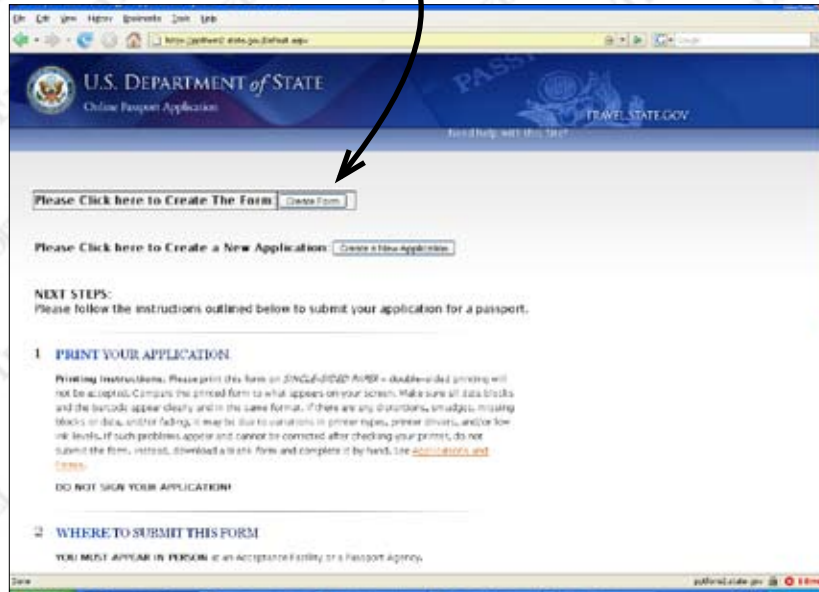 File Edit View History Bookmarks Tools Help
U.S. DEPARTMENT of STATE
Online Passport Application
PASS
TRAVEL.STATE.GOV
Need help with this Site?
Please Click here to Create The Form Create Form
Please Click here to Create a New Application: Create a New Application
NEXT STEPS:
Please follow the instructions outlined below to submit your application for a passport.
1 PRINT YOUR APPLICATION
Printing Instructions: Please print this form on SINGLE-SIDED PAPER - double-sided printing will
not be accepted. Compare the printed form to what appears on your screen. Make sure all data blocks
and the barcode appear clearly and in the same format. If there are any distortions, smudges, missing
blocks or data, and/or fading, it may be due to variations in printer types, printer drivers, and/or low
ink levels. If such problems appear and cannot be corrected after checking your printer, do not
submit the form, instead, download a blank form and complete it by hand. See Applications and
Forms.
DO NOT SIGN YOUR APPLICATION!
2 WHERE TO SUBMIT THIS FORM
YOU MUST APPEAR IN PERSON at an Acceptance Facility or a Passport Agency.
Done